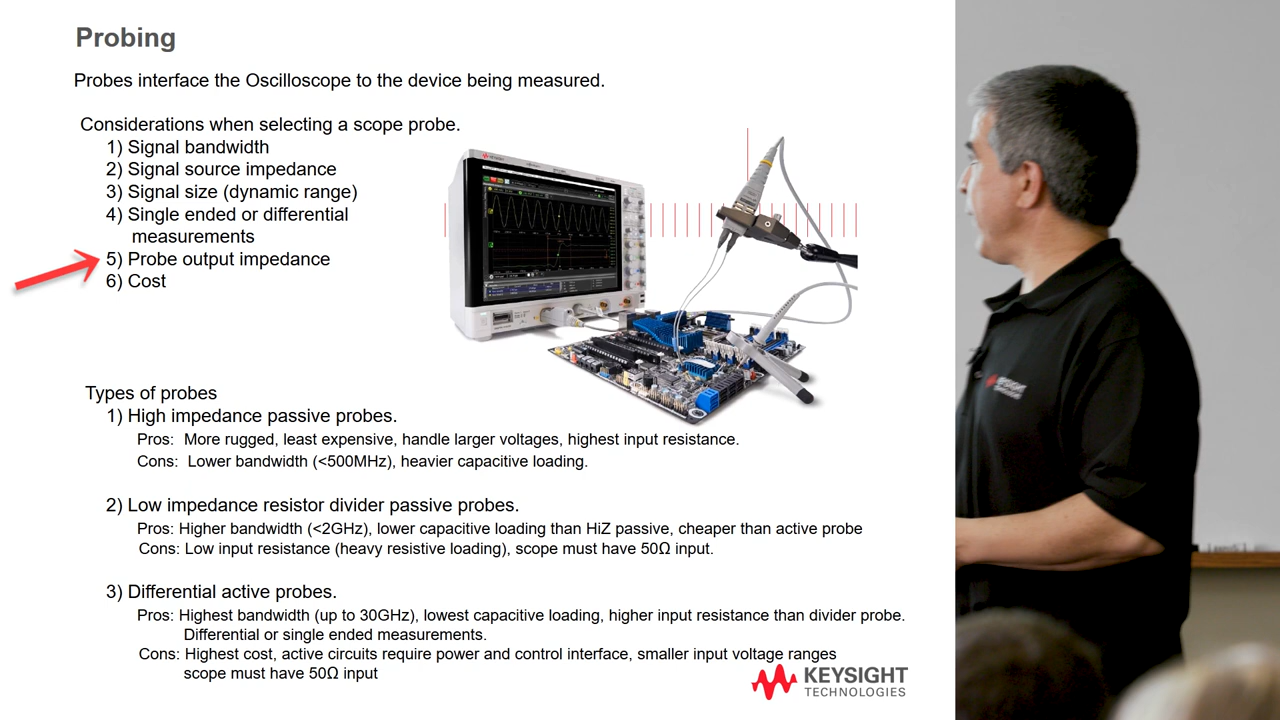 Probing
Probes interface the Oscilloscope to the device being measured.
Considerations when selecting a scope probe.
1) Signal bandwidth
2) Signal source impedance
3) Signal size (dynamic range)
4) Single ended or differential
measurements
5) Probe output impedance
6) Cost
Types of probes
1) High impedance passive probes.
Pros: More rugged, least expensive, handle larger voltages, highest input resistance.
Cons: Lower bandwidth (<500MHz), heavier capacitive loading.
2) Low impedance resistor divider passive probes.
Pros: Higher bandwidth (<2GHz), lower capacitive loading than HiZ passive, cheaper than active probe
Cons: Low input resistance (heavy resistive loading), scope must have 50Ω input.
3) Differential active probes.
Pros: Highest bandwidth (up to 30GHz), lowest capacitive loading, higher input resistance than divider probe.
Differential or single ended measurements.
Cons: Highest cost, active circuits require power and control interface, smaller input voltage ranges
scope must have 50Ω input
KEYSIGHT
TECHNOLOGIES
KEYSIGHT